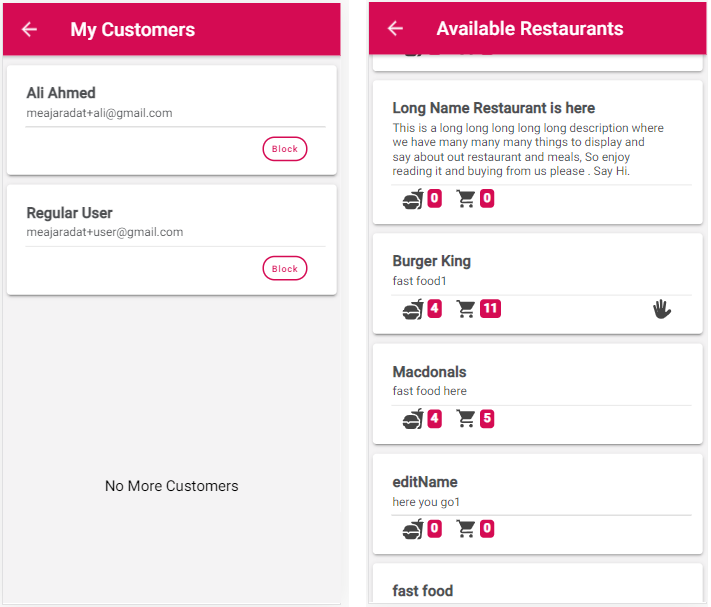 My Customers
Ali Ahmed
meajaradat+ali@gmail.com
Block
Regular User
meajaradat+user@gmail.com
Block
No More Customers
Available Restaurants
Long Name Restaurant is here
This is a long long long long long description where
we have many many many things to display and
say about out restaurant and meals, So enjoy
reading it and buying from us please . Say Hi.
0 0
Burger King
fast food1
4 11
Macdonals
fast food here
4 5
editName
here you go1
0 0
fast food